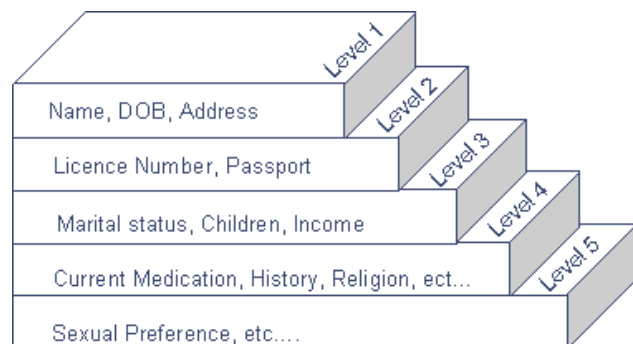 Level 1
Name, DOB, Address
Level 2
Licence Number, Passport
Level 3
Marital status, Children, Income
Level 4
Current Medication, History, Religion, ect...
Level 5
Sexual Preference, etc....